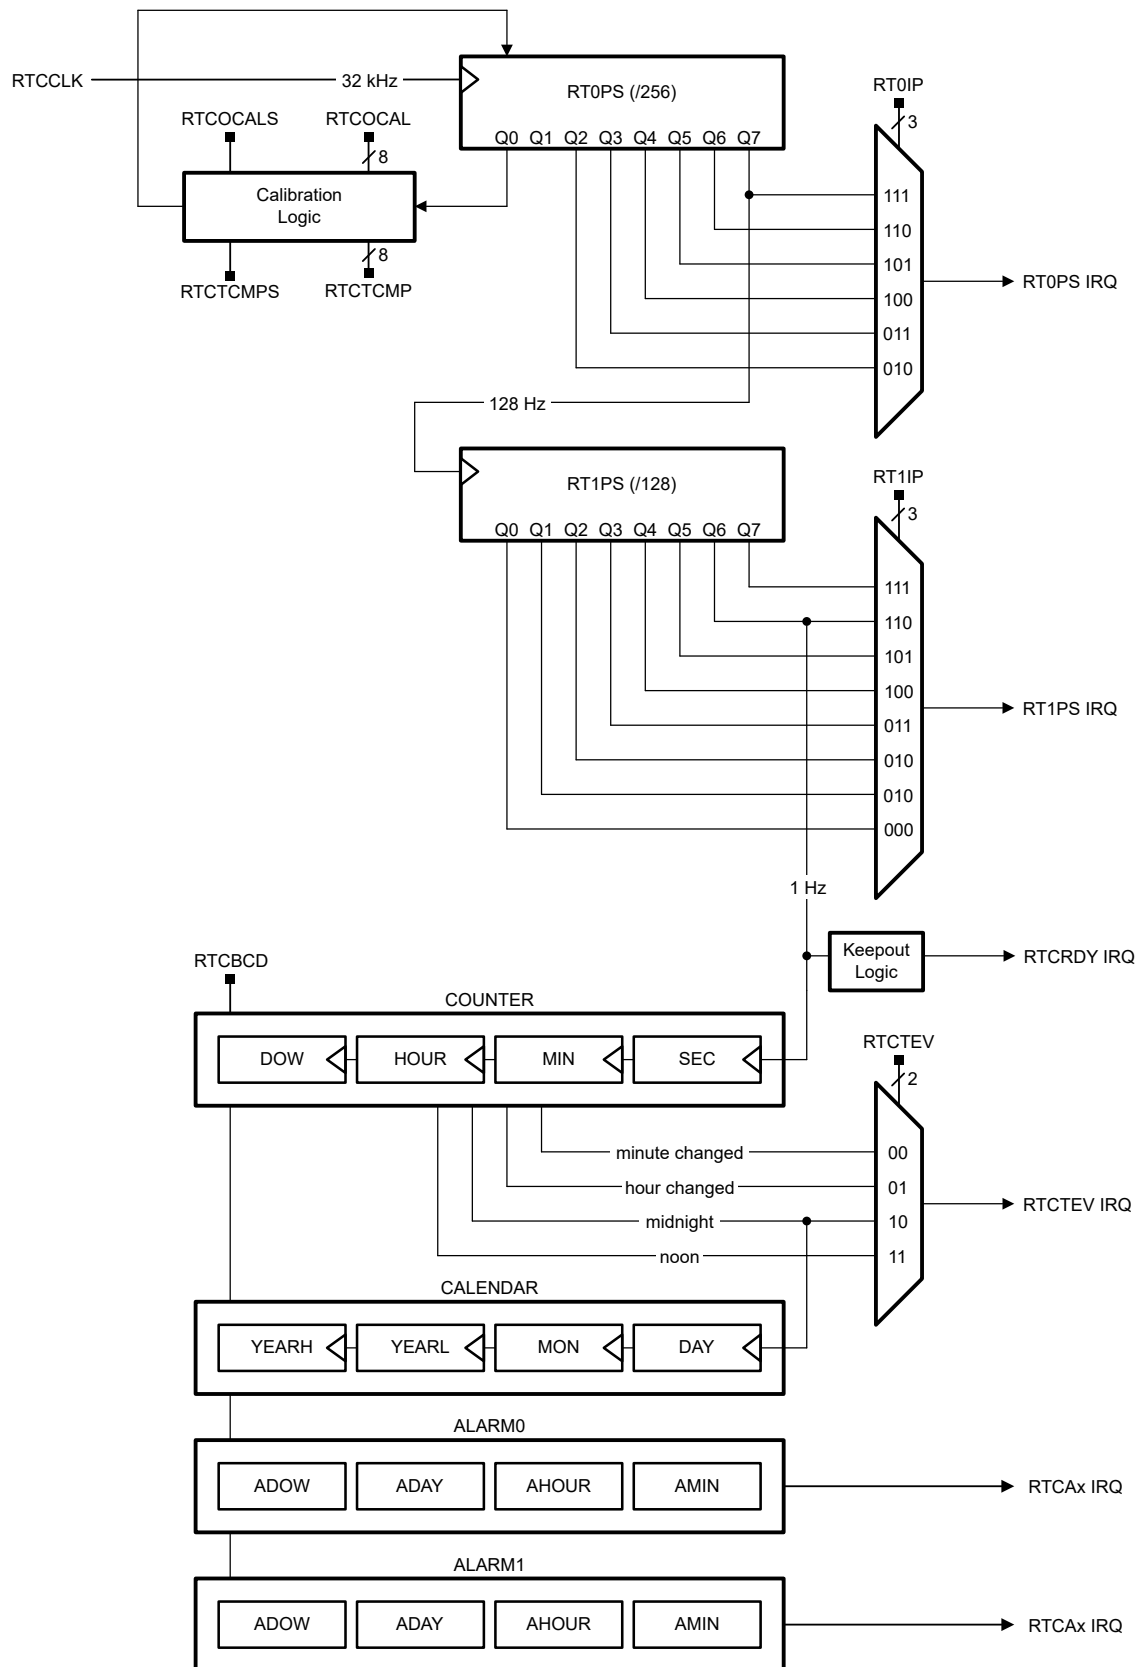 RTCCLK
32 kHz
RT0PS (/256)
Q0 Q1 Q2 Q3 Q4 Q5 Q6 Q7
RT0IP
3
RTCOCALS
RTCOCAL
8
Calibration
Logic
8
RTCTCMPS
RTCTCMP
111
110
101
100
011
010
RT0PS IRQ
128 Hz
RT1PS (/128)
Q0 Q1 Q2 Q3 Q4 Q5 Q6 Q7
RT1IP
3
111
110
101
100
011
010
010
000
RT1PS IRQ
1 Hz
Keepout
Logic
RTCRDY IRQ
RTCBCD
COUNTER
DOW HOUR MIN SEC
RTCTEV
2
minute changed
hour changed
midnight
noon
00
01
10
11
RTCTEV IRQ
CALENDAR
YEARH YEARL MON DAY
ALARM0
ADOW ADAY AHOUR AMIN
RTCAx IRQ
ALARM1
ADOW ADAY AHOUR AMIN
RTCAx IRQ